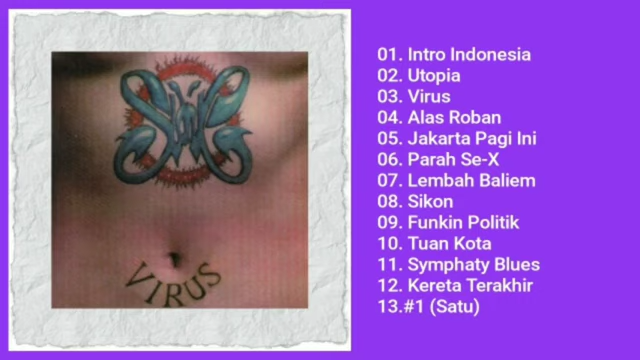 Slank
VIRUS
01. Intro Indonesia
02. Utopia
03. Virus
04. Alas Roban
05. Jakarta Pagi Ini
06. Parah Se-X
07. Lembah Baliem
08. Sikon
09. Funkin Politik
10. Tuan Kota
11. Symphaty Blues
12. Kereta Terakhir
13.#1 (Satu)